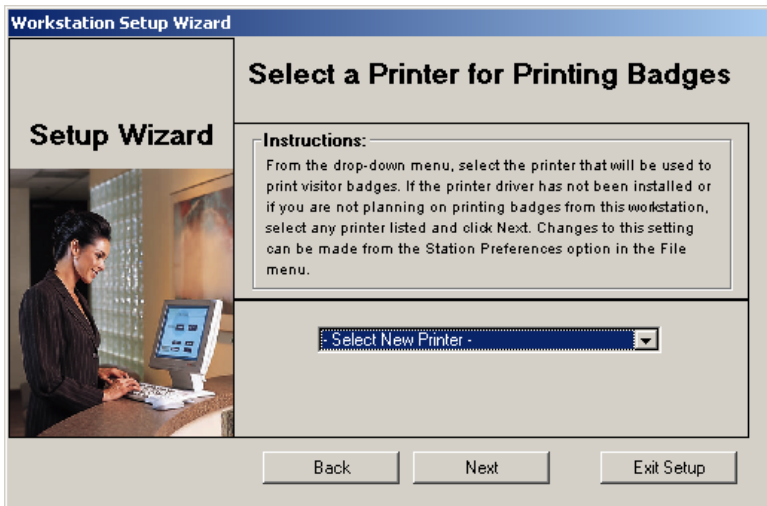 Workstation Setup Wizard
Select a Printer for Printing Badges
Setup Wizard
Instructions:
From the drop-down menu, select the printer that will be used to
print visitor badges. If the printer driver has not been installed or
if you are not planning on printing badges from this workstation,
select any printer listed and click Next. Changes to this setting
can be made from the Station Preferences option in the File
menu.
- Select New Printer -
Back Next Exit Setup